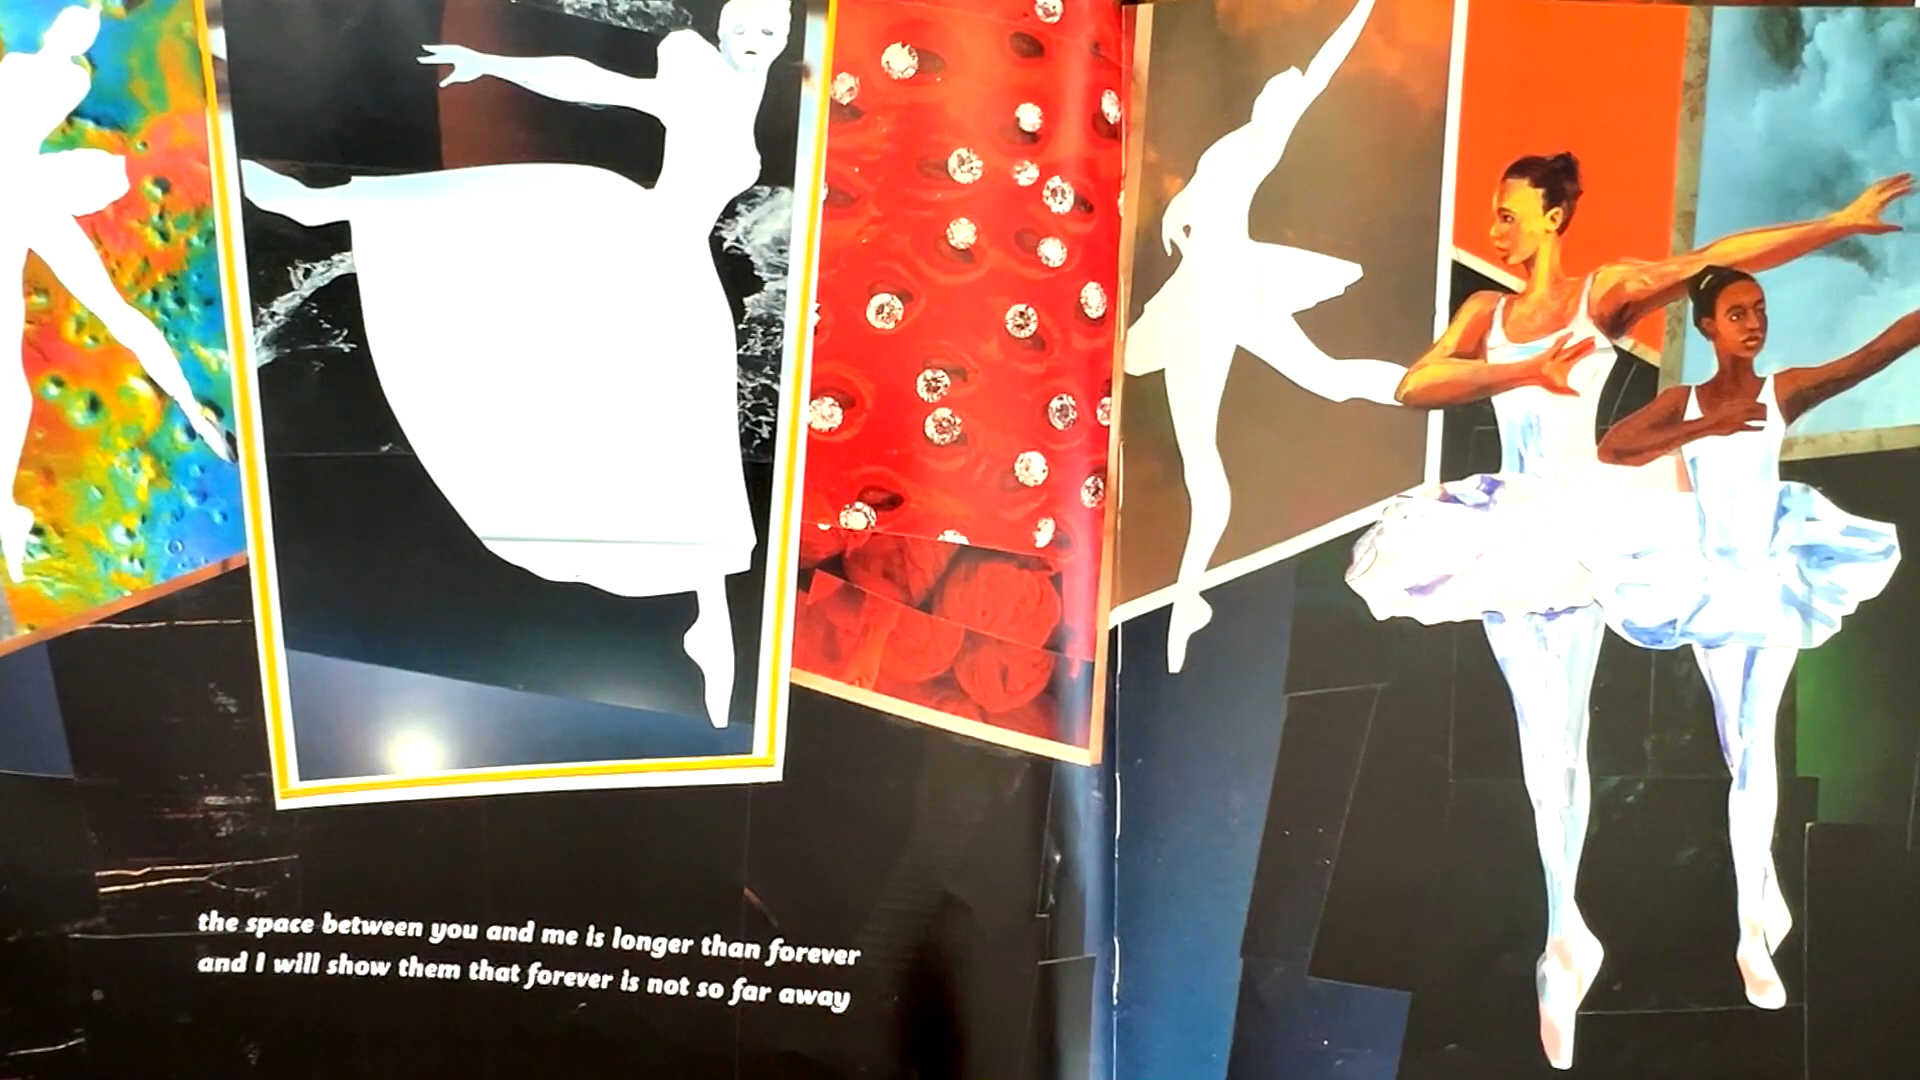 the space between you and me is longer than forever
and I will show them that forever is not so far away